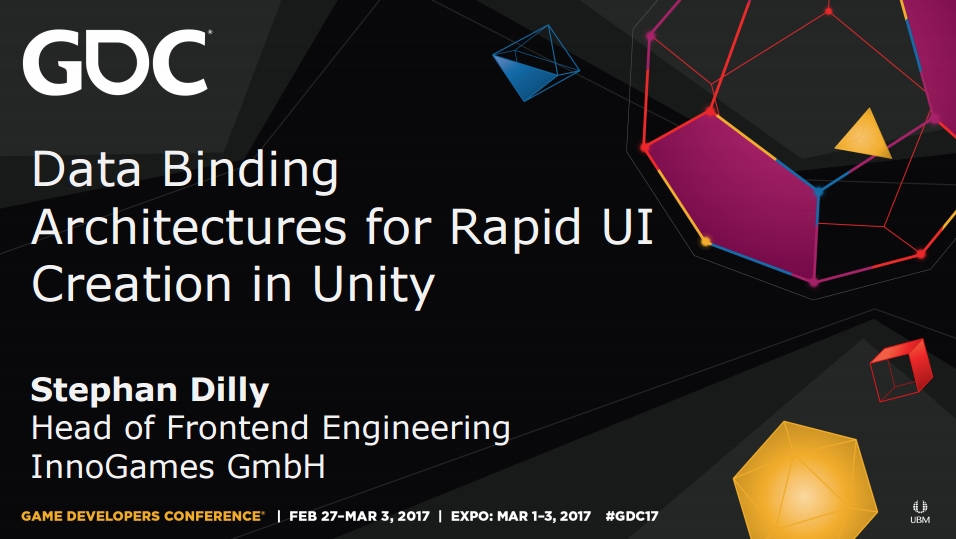 GDC®
Data Binding
Architectures for Rapid UI
Creation in Unity
Stephan Dilly
Head of Frontend Engineering
InnoGames GmbH
GAME DEVELOPERS CONFERENCE® | FEB 27–MAR 3, 2017 | EXPO: MAR 1–3, 2017 #GDC17
UBM